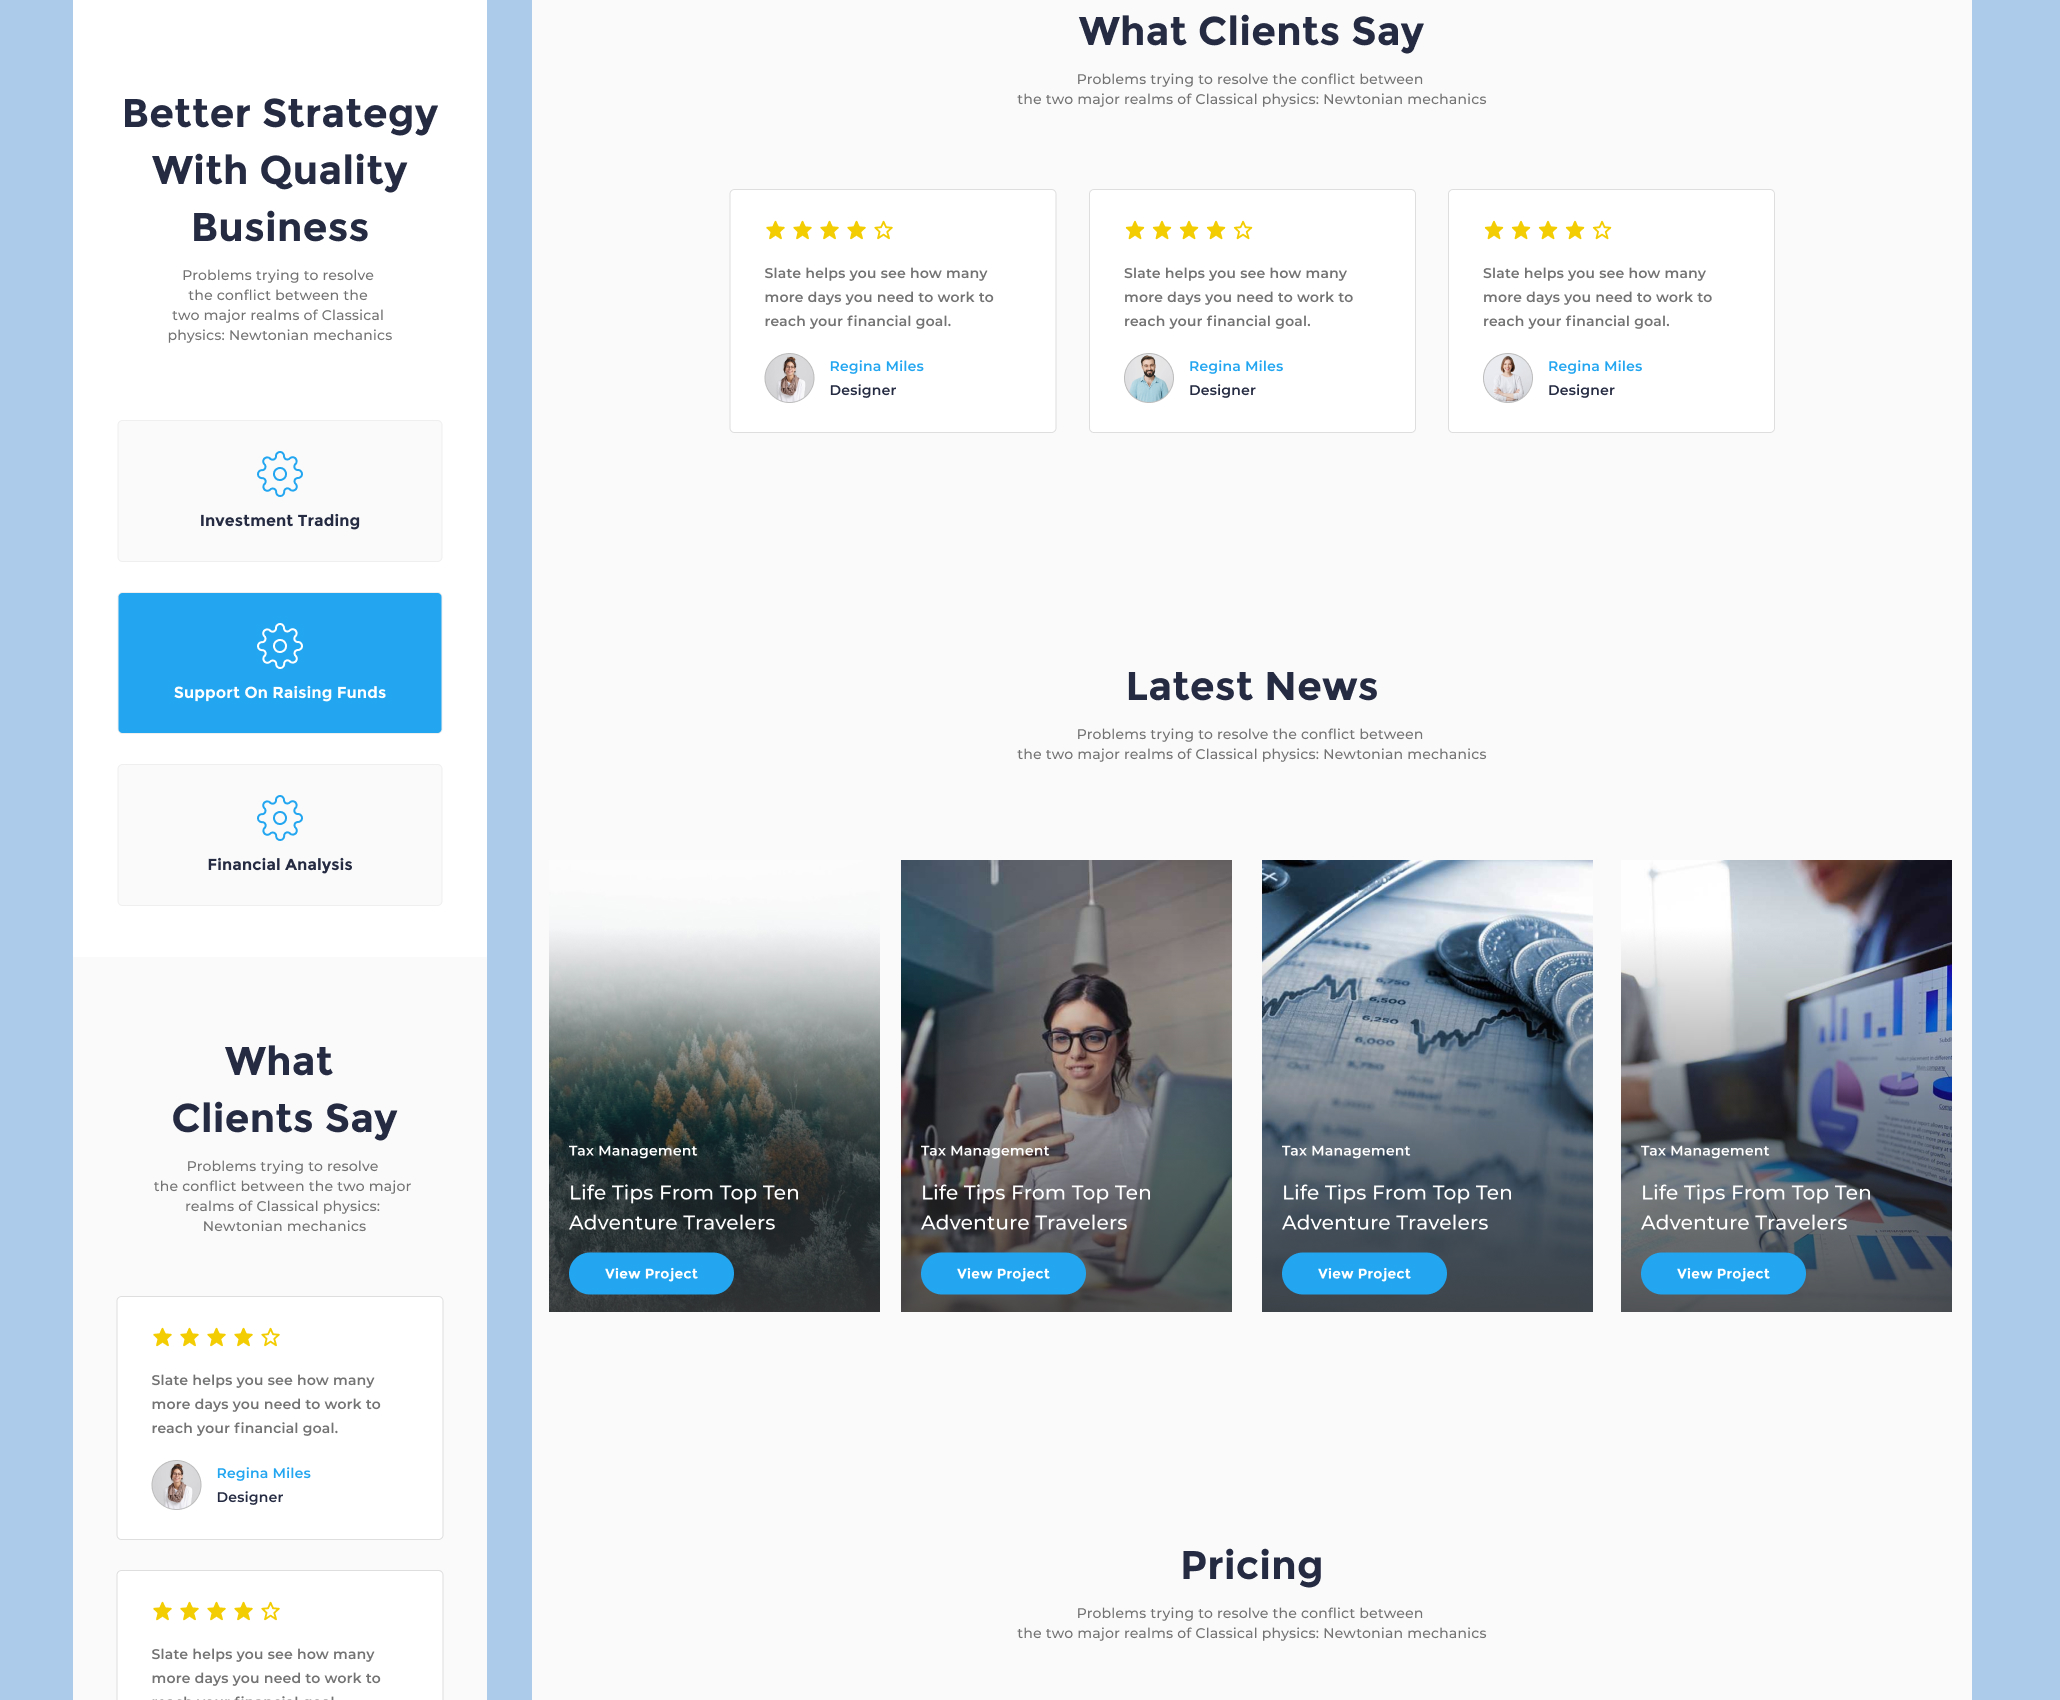 Better Strategy
With Quality
Business
Problems trying to resolve
the conflict between the
two major realms of Classical
physics: Newtonian mechanics
Investment Trading
Support On Raising Funds
Financial Analysis
What
Clients Say
Problems trying to resolve
the conflict between the two major
realms of Classical physics:
Newtonian mechanics
Slate helps you see how many
more days you need to work to
reach your financial goal.
Regina Miles
Designer
Slate helps you see how many
more days you need to work to
What Clients Say
Problems trying to resolve the conflict between
the two major realms of Classical physics: Newtonian mechanics
Slate helps you see how many
more days you need to work to
reach your financial goal.
Regina Miles
Designer
Slate helps you see how many
more days you need to work to
reach your financial goal.
Regina Miles
Designer
Slate helps you see how many
more days you need to work to
reach your financial goal.
Regina Miles
Designer
Latest News
Problems trying to resolve the conflict between
the two major realms of Classical physics: Newtonian mechanics
Tax Management
Life Tips From Top Ten
Adventure Travelers
View Project
Tax Management
Life Tips From Top Ten
Adventure Travelers
View Project
6,500
6,250
6,000
5,750
Tax Management
Life Tips From Top Ten
Adventure Travelers
View Project
Tax Management
Life Tips From Top Ten
Adventure Travelers
View Project
Pricing
Problems trying to resolve the conflict between
the two major realms of Classical physics: Newtonian mechanics